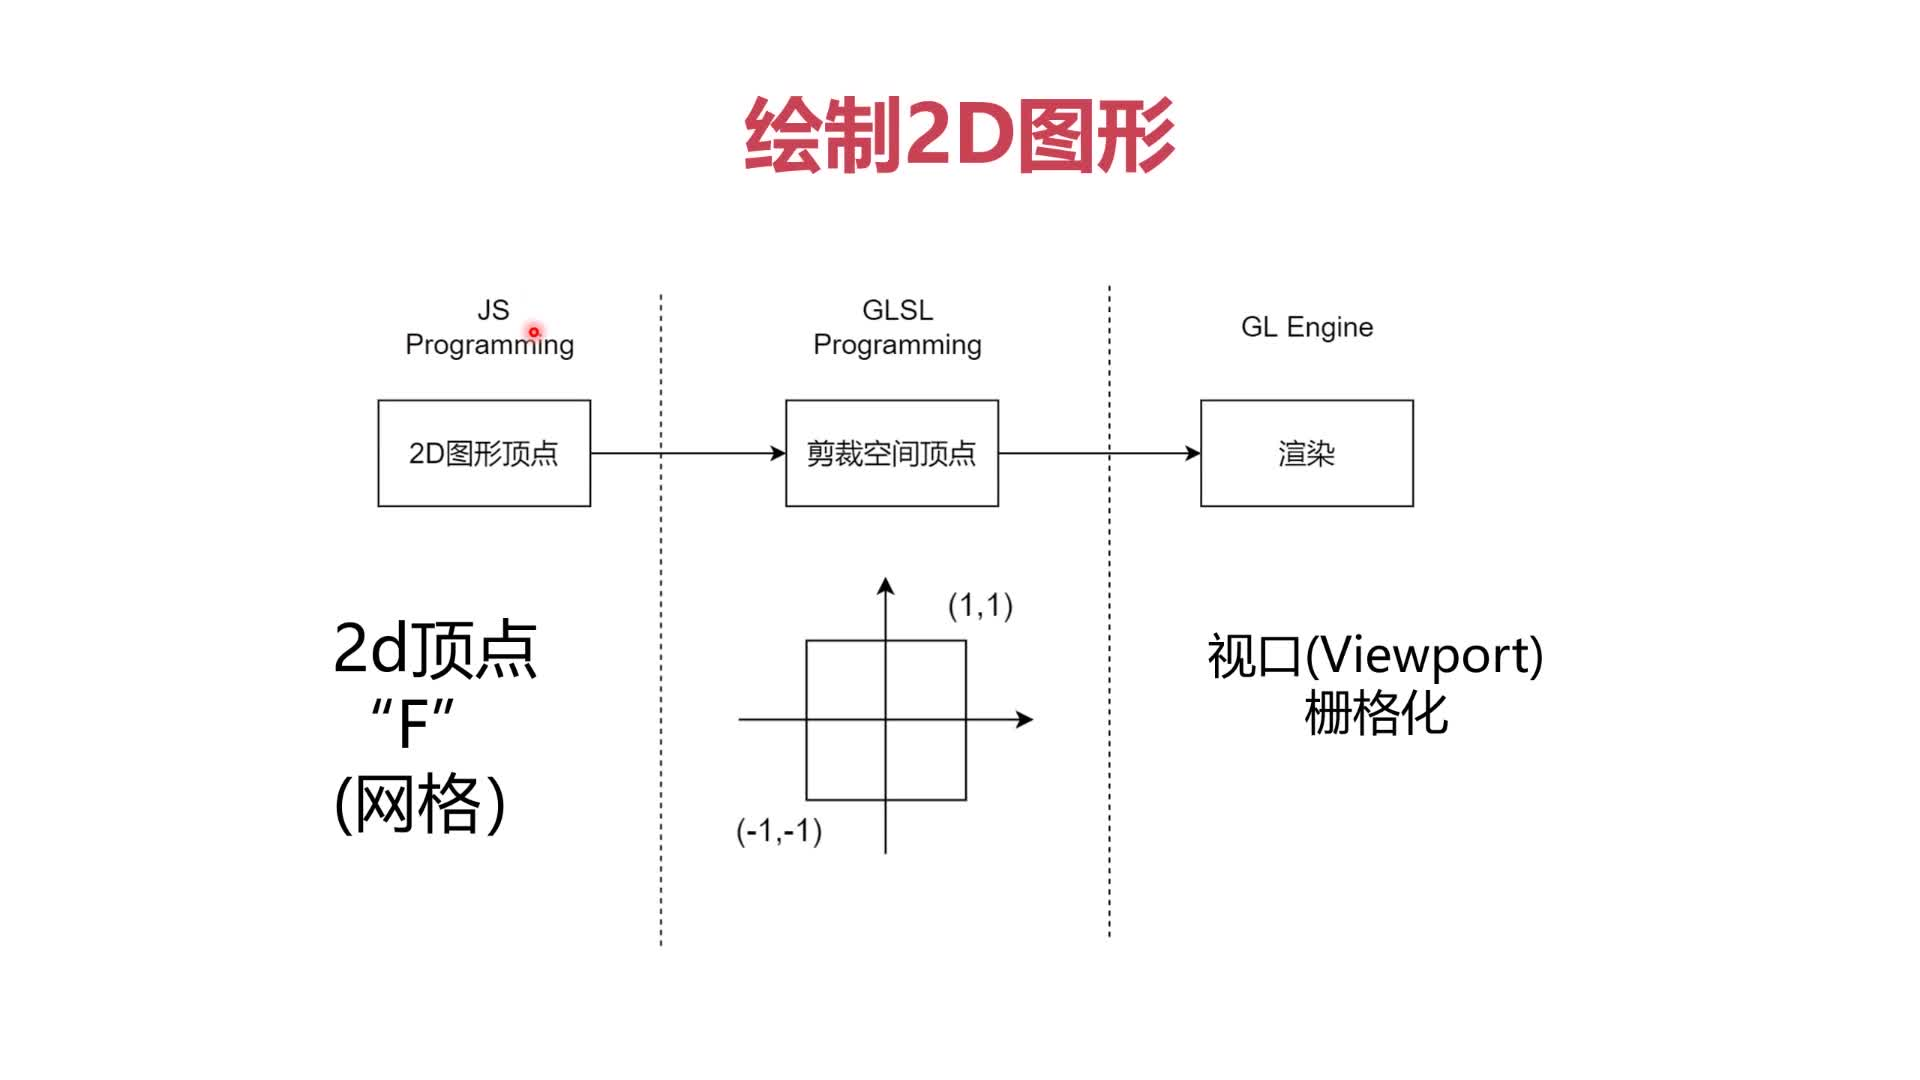 绘制2D图形
JS
Programming
GLSL
Programming
GL Engine
2D图形顶点
剪裁空间顶点
渲染
2d顶点
“F”
(网格）
(1,1)
(-1,-1)
视口(Viewport)
栅格化